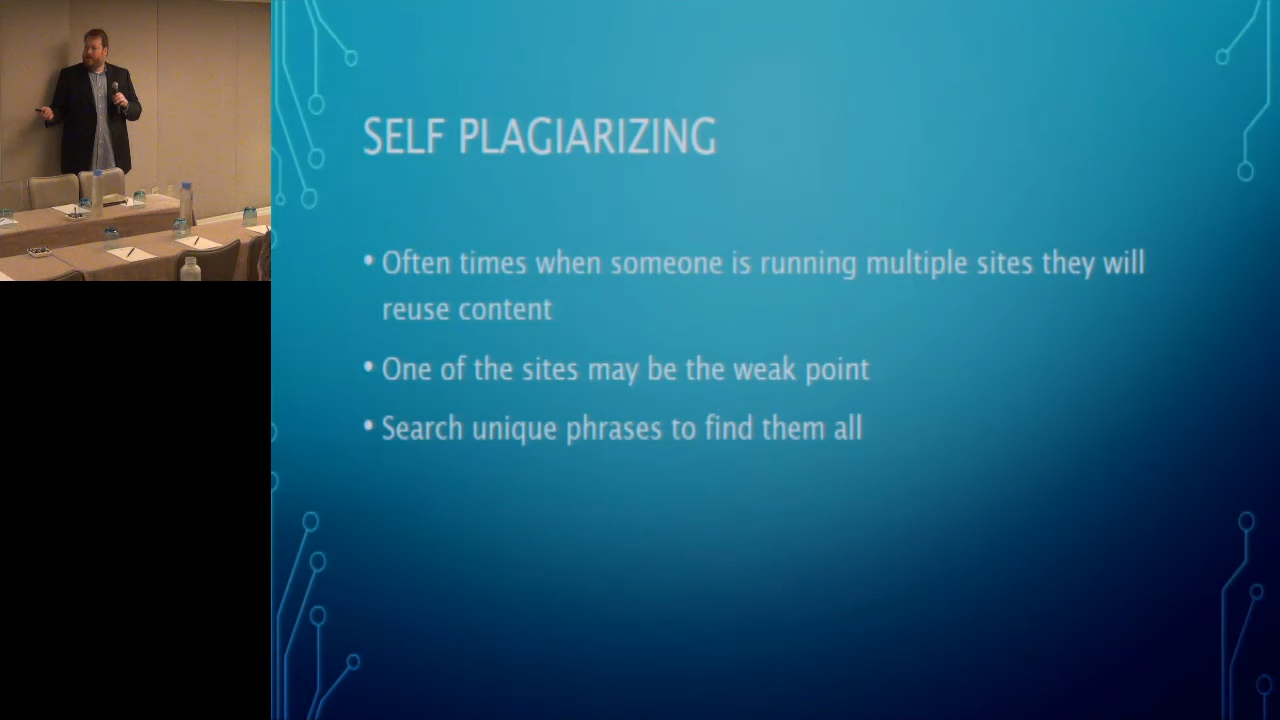 SELF PLAGIARIZING
• Often times when someone is running multiple sites they will
reuse content
• One of the sites may be the weak point
• Search unique phrases to find them all